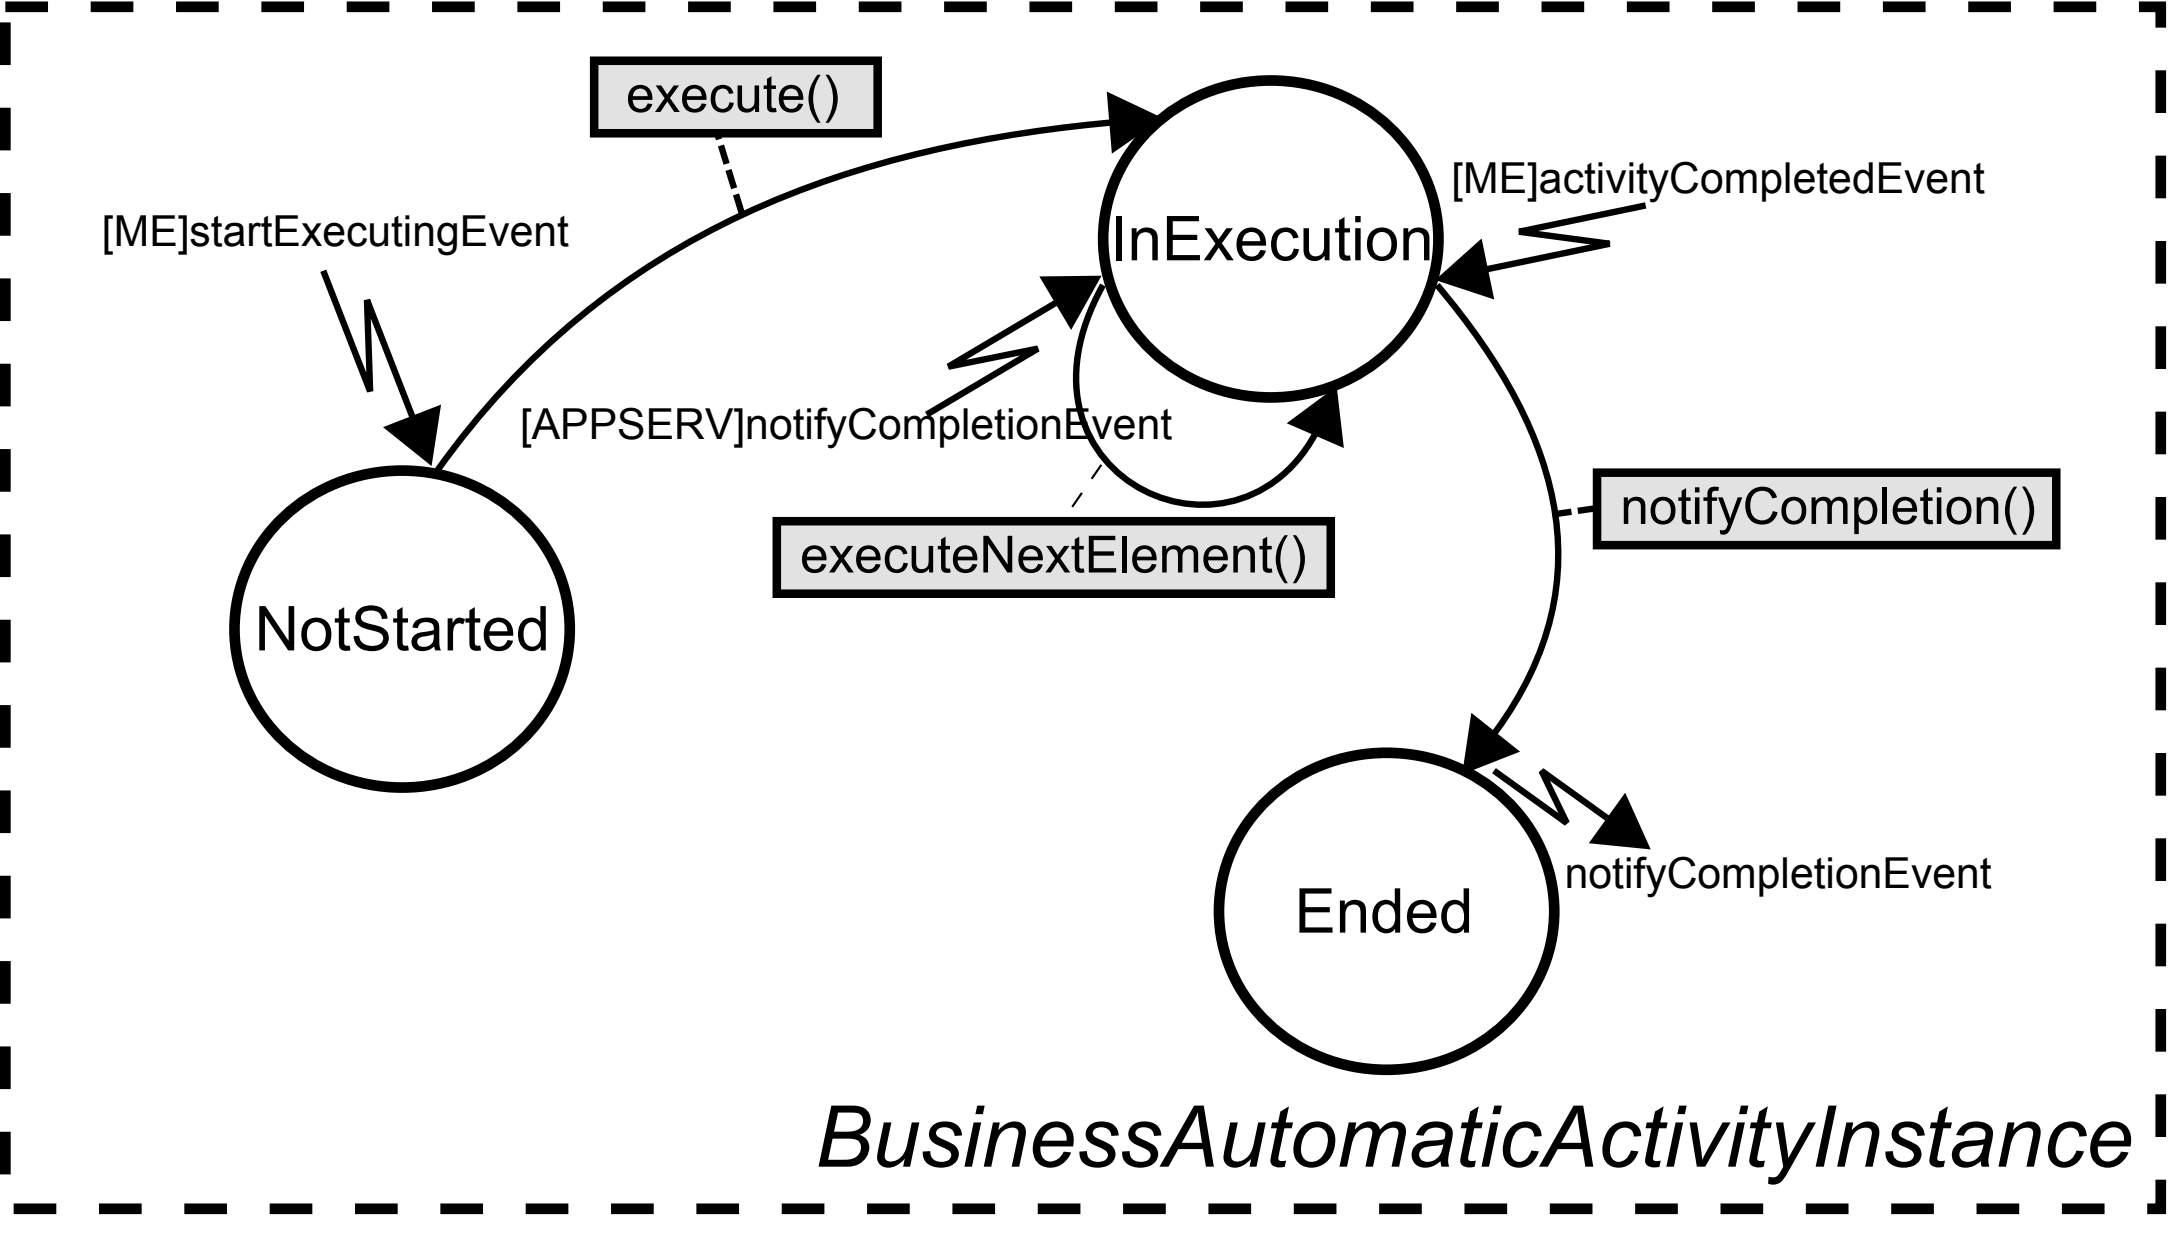 execute()
[ME]activityCompletedEvent
[ME]startExecutingEvent
InExecution
[APPSERV]notifyCompletionEvent
notifyCompletion()
executeNextElement()
NotStarted
notifyCompletionEvent
Ended
BusinessAutomaticActivityInstance